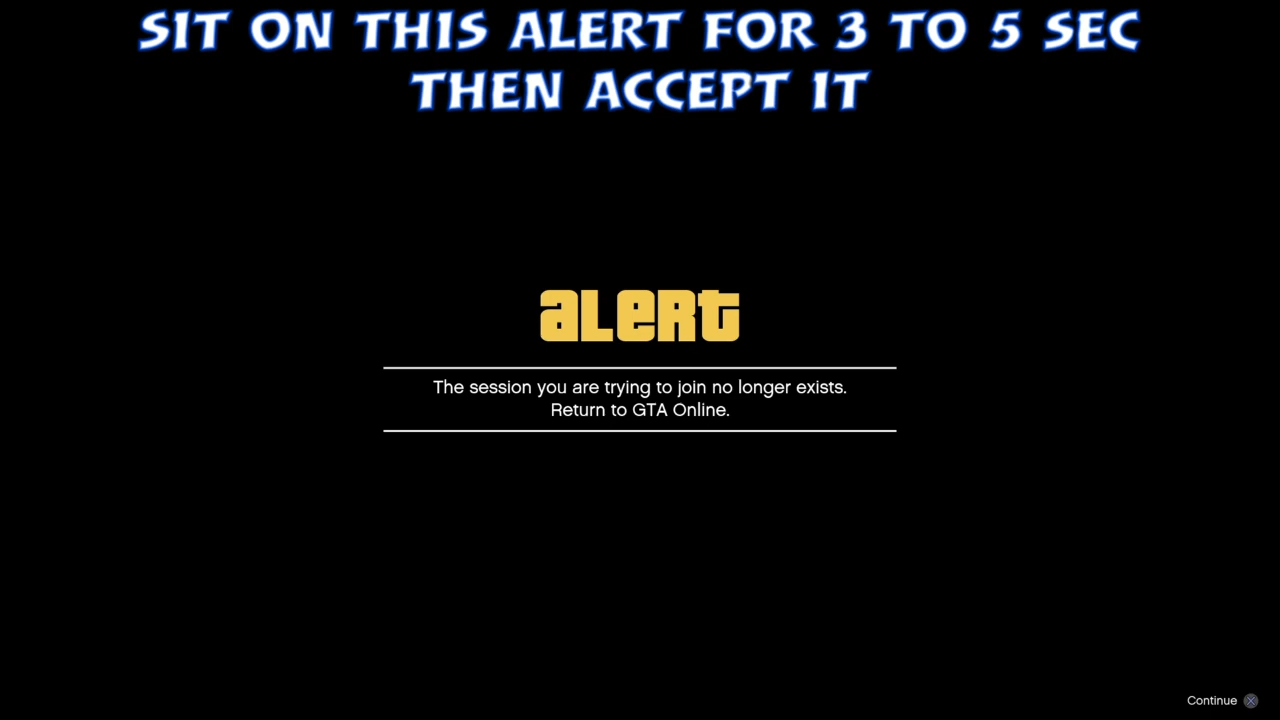 SIT ON THIS ALERT FOR 3 TO 5 SEC
THEN ACCEPT IT
aLeRt
The session you are trying to join no longer exists.
Return to GTA Online.
Continue